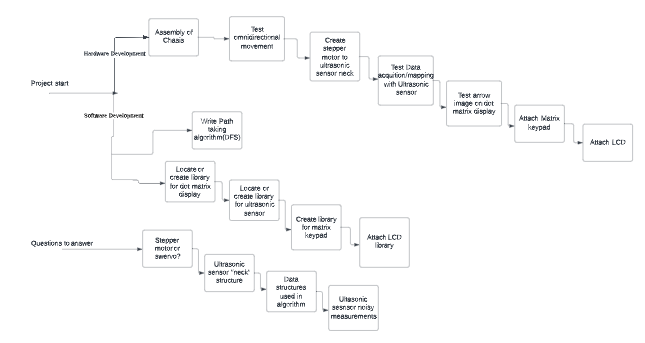 Assembly of
Chasis
Test
omnidirectional
movement
Create
stepper
motor to
ultrasonic
sensor neck
Test Data
acquition/mapping
with Ultrasonic
sensor
Test arrow
image on dot
matrix display
Attach Matrix
keypad
Attach LCD
Hardware Development
Project start
Software Development
Write Path
taking
algorithm(DFS)
Locate or
create library
for dot matrix
display
Locate or
create library
for ultrasonic
sensor
Create library
for matrix
keypad
Attach LCD
library
Questions to answer
Stepper
motor or
swervo?
Ultrasonic
sensor "neck"
structure
Data
structures
used in
algorithm
Ultasonic
sesnsor noisy
measurements